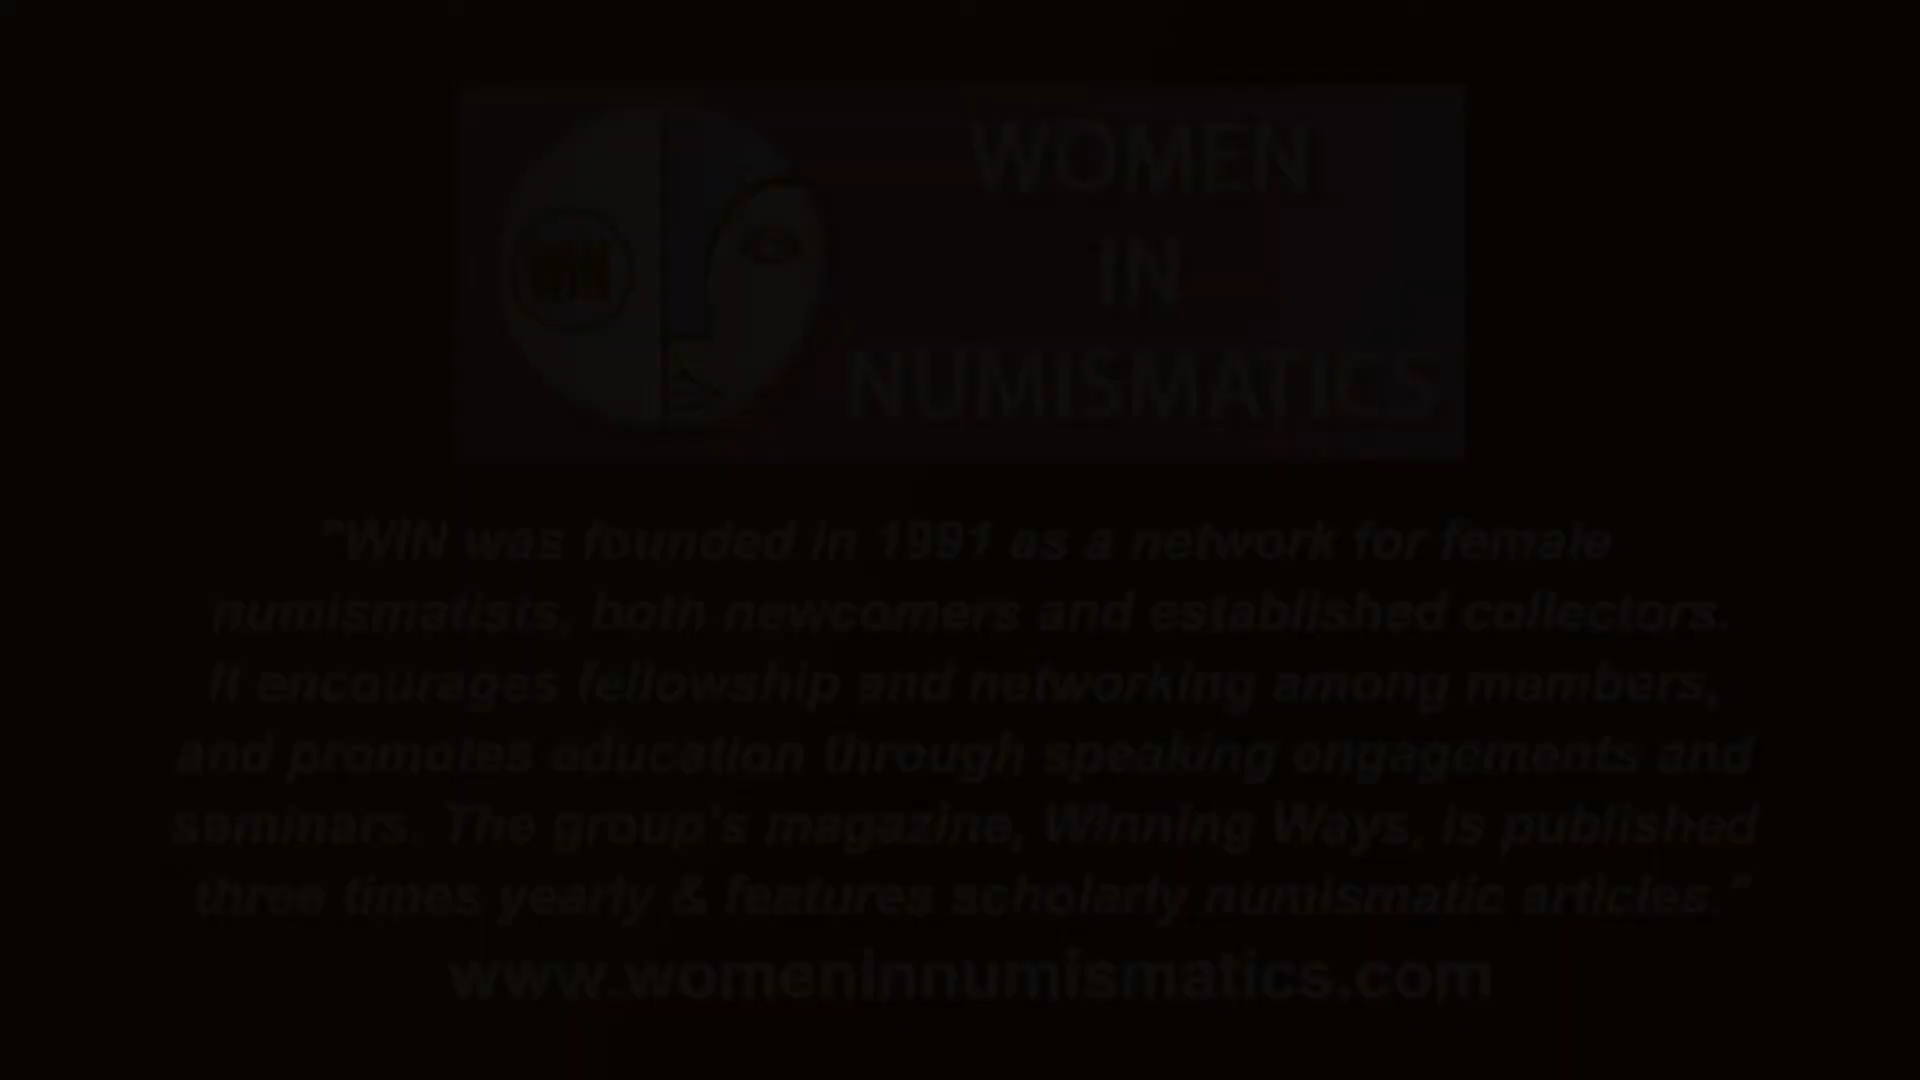 WIN
WOMEN
IN
NUMISMATICS
"WIN was founded in 1991 as a network for female
numismatists, both newcomers and established collectors.
It encourages fellowship and networking among members,
and promotes education through speaking engagements and
seminars. The group's magazine, Winning Ways, is published
three times yearly & features scholarly numismatic articles."
www.womeninnumismatics.com